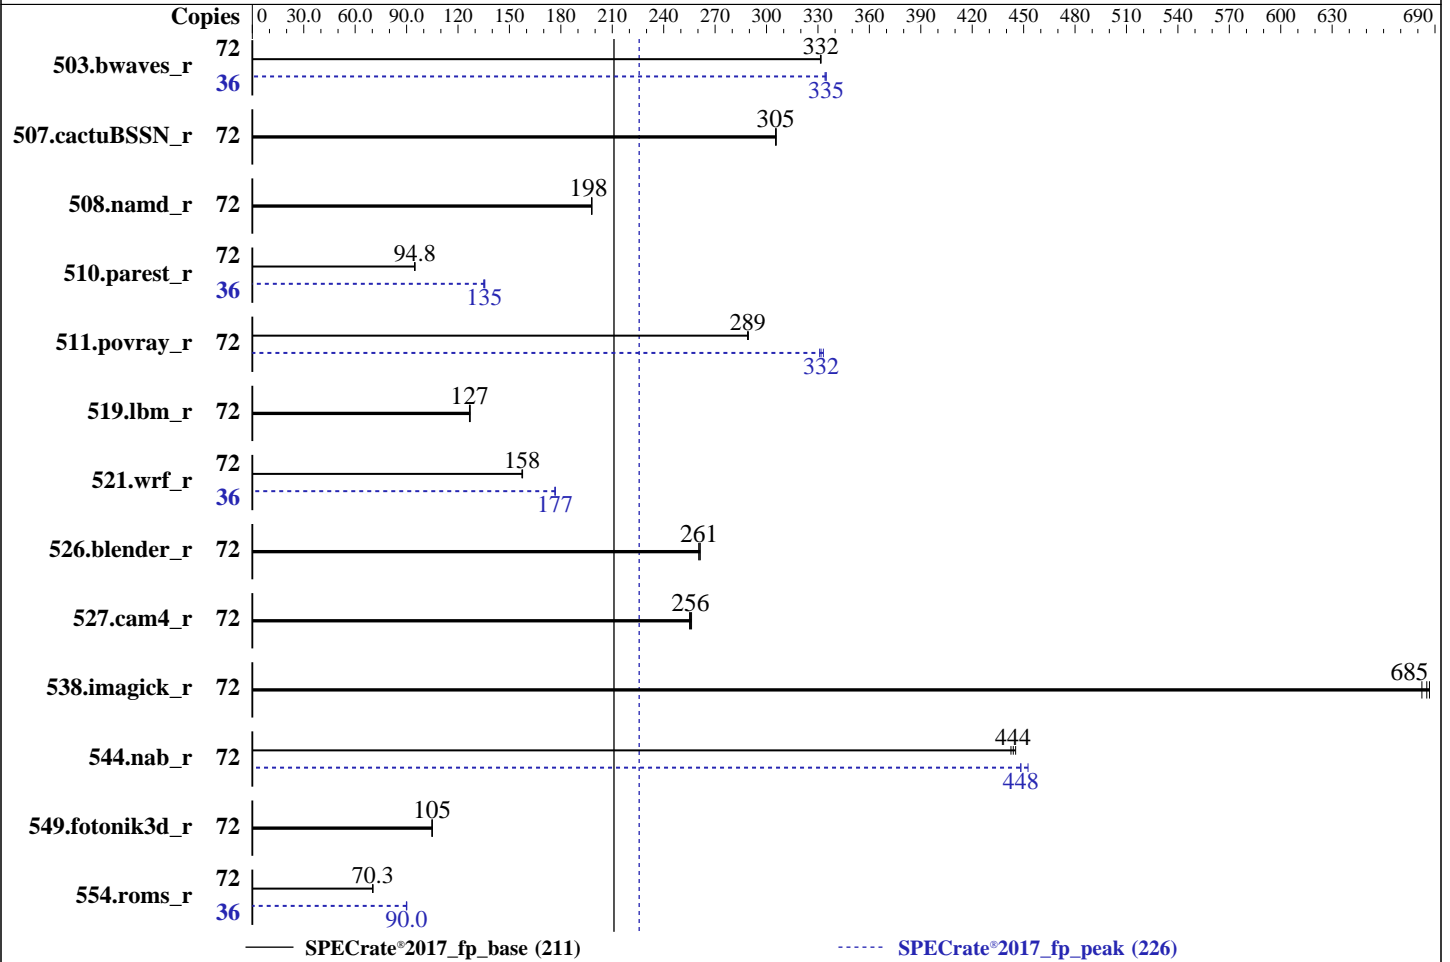 Copies 0 30.0 60.0 90.0 120 150 180 210 240 270 300 330 360 390 420 450 480 510 540 570 600 630 690
503.bwaves_r 72 332
36 335
507.cactuBSSN_r 72 305
508.namd_r 72 198
510.parest_r 72 94.8
36 135
511.povray_r 72 289
332
519.lbm_r 72 127
521.wrf_r 72 158
36 177
526.blender_r 72 261
527.cam4_r 72 256
538.imagick_r 72 685
544.nab_r 72 444
448
549.fotonik3d_r 72 105
554.roms_r 72 70.3
36 90.0
SPECrate®2017_fp_base (211) SPECrate®2017_fp_peak (226)